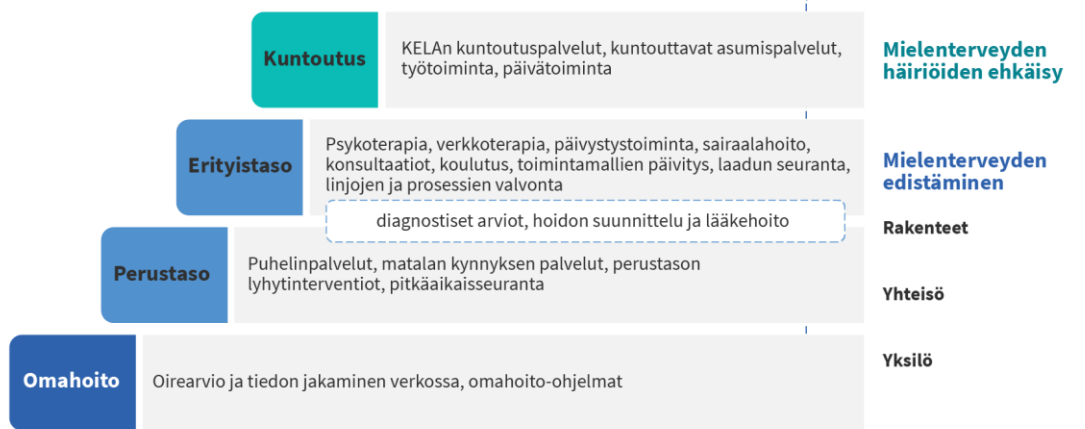 Kuntoutus
KELAn kuntoutuspalvelut, kuntouttavat asumispalvelut,
työtoiminta, päivätoiminta
Erityistaso
Psykoterapia, verkkoterapia, päivystystoiminta, sairaalahoito,
konsultaatiot, koulutus, toimintamallien päivitys, laadun seuranta,
linjojen ja prosessien valvonta
diagnostiset arviot, hoidon suunnittelu ja lääkehoito
Perustaso
Puhelinpalvelut, matalan kynnyksen palvelut, perustason
lyhytinterventiot, pitkäaikaisseuranta
Omahoito
Oirearvio ja tiedon jakaminen verkossa, omahoito-ohjelmat
Mielenterveyden
häiriöiden ehkäisy
Mielenterveyden
edistäminen
Rakenteet
Yhteisö
Yksilö